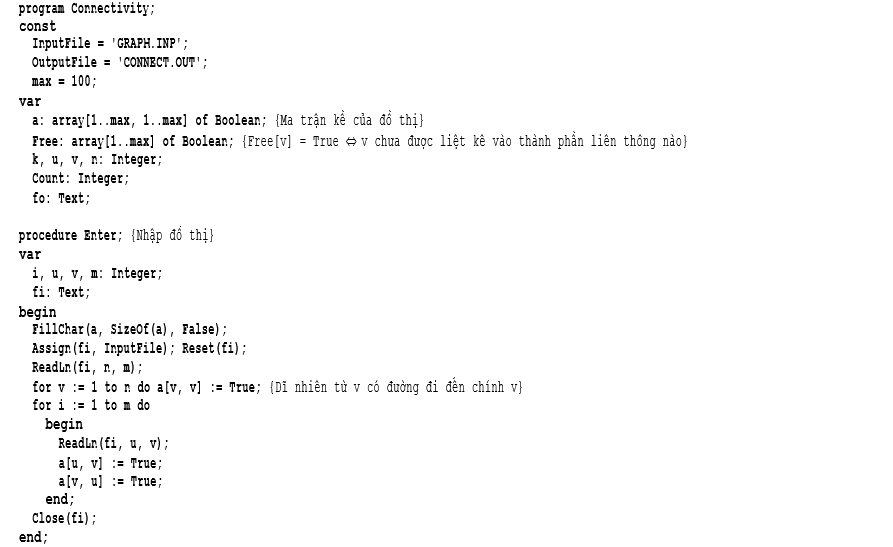 program Connectivity;
const
InputFile = 'GRAPH.INP';
OutputFile = 'CONNECT.OUT';
max = 100;
var
a: array[1..max, 1..max] of Boolean; {Ma trận kề của đồ thị}
Free: array[1..max] of Boolean; {Free[v] = True ⇔ v chưa được liệt kê vào thành phần liên thông nào}
k, u, v, n: Integer;
Count: Integer;
fo: Text;
procedure Enter; {Nhập đồ thị}
var
i, u, v, m: Integer;
fi: Text;
begin
FillChar(a, SizeOf(a), False);
Assign(fi, InputFile); Reset(fi);
ReadLn(fi, n, m);
for v := 1 to n do a[v, v] := True; {Dĩ nhiên từ v có đường đi đến chính v}
for i := 1 to m do
begin
ReadLn(fi, u, v);
a[u, v] := True;
a[v, u] := True;
end;
Close(fi);
end;